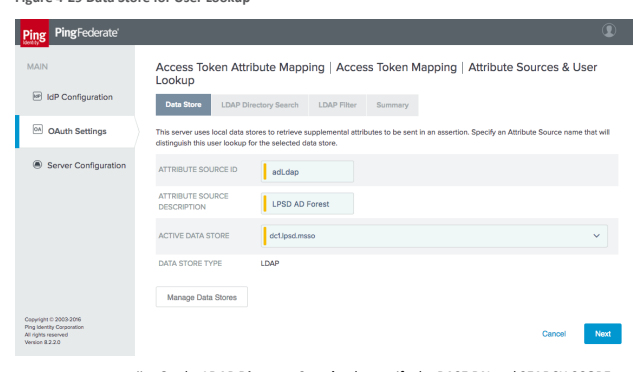 Figure 4-25 Data Store for User Lookup
Ping
Identity
PingFederate®
MAIN
IdP
IdP Configuration
OA
OAuth Settings
Server Configuration
Copyright © 2003-2016
Ping Identity Corporation
All rights reserved
Version 8.2.2.0
Access Token Attribute Mapping | Access Token Mapping | Attribute Sources & User
Lookup
Data Store
LDAP Directory Search
LDAP Filter
Summary
This server uses local data stores to retrieve supplemental attributes to be sent in an assertion. Specify an Attribute Source name that will
distinguish this user lookup for the selected data store.
ATTRIBUTE SOURCE ID
adLdap
ATTRIBUTE SOURCE
DESCRIPTION
LPSD AD Forest
ACTIVE DATA STORE
dc1.lpsd.msso
DATA STORE TYPE
LDAP
Manage Data Stores
Cancel
Next